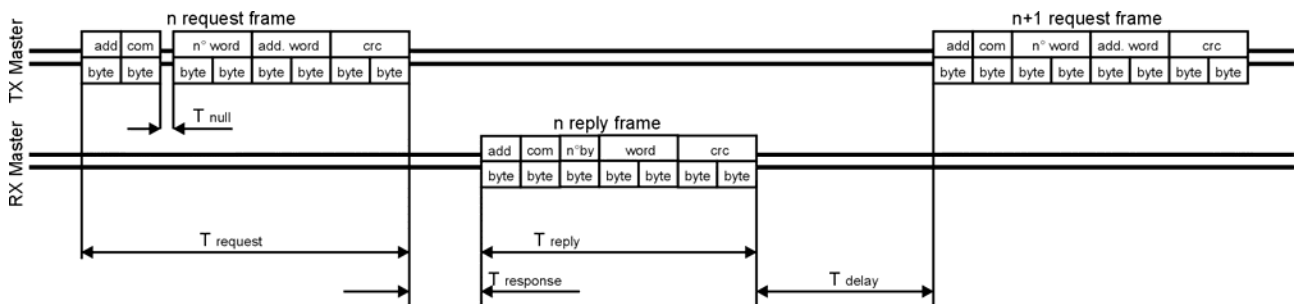 n request frame
n+1 request frame
TX Master
add com n° word add. word crc
add com n° word add. word crc
byte byte byte byte byte byte byte byte
byte byte byte byte byte byte byte byte
T null
n reply frame
RX Master
add com n°by word crc
byte byte byte byte byte byte byte
T request
T reply
T response
T delay